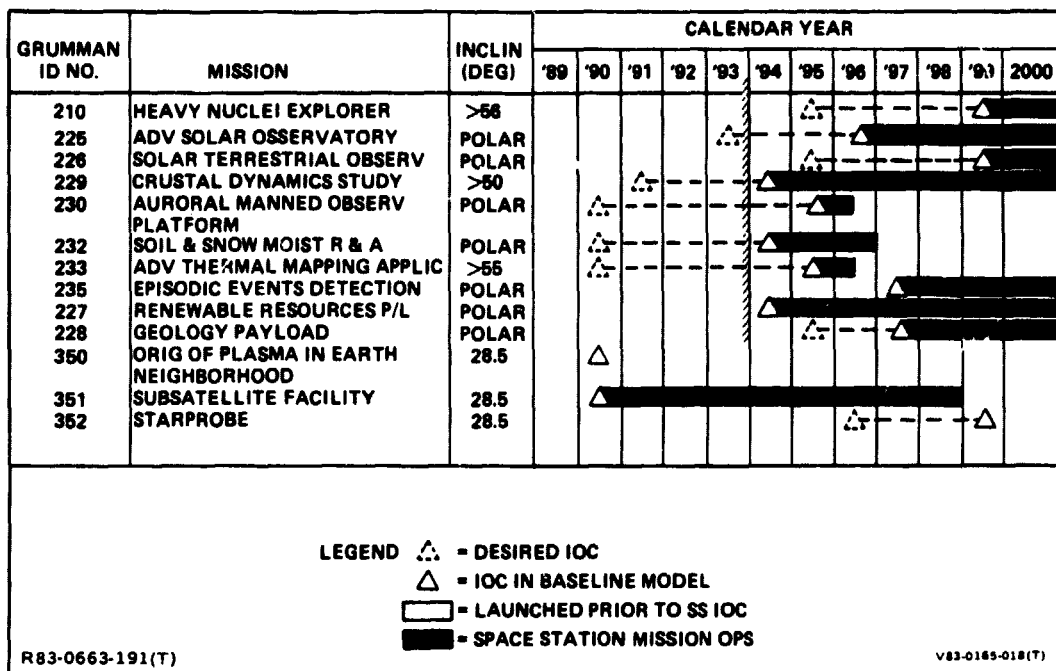 CALENDAR YEAR
GRUMMAN ID NO. MISSION INCLIN (DEG) '89 '90 '91 '92 '93 '94 '95 '96 '97 '98 2000
210 HEAVY NUCLEI EXPLORER >56
225 ADV SOLAR OSSERVATORY POLAR
226 SOLAR TERRESTRIAL OBSERV POLAR
229 CRUSTAL DYNAMICS STUDY >50
230 AURORAL MANNED OBSERV POLAR
PLATFORM
232 SOIL & SNOW MOIST R & A POLAR
233 ADV THERMAL MAPPING APPLIC >55
235 EPISODIC EVENTS DETECTION POLAR
227 RENEWABLE RESOURCES P/L POLAR
228 GEOLOGY PAYLOAD POLAR
350 ORIG OF PLASMA IN EARTH 28.5
NEIGHBORHOOD
351 SUBSATELLITE FACILITY 28.5
352 STARPROBE 28.5
LEGEND = DESIRED IOC
= IOC IN BASELINE MODEL
= LAUNCHED PRIOR TO SS IOC
= SPACE STATION MISSION OPS
R83-0663-191(T) V83-0165-018(T)